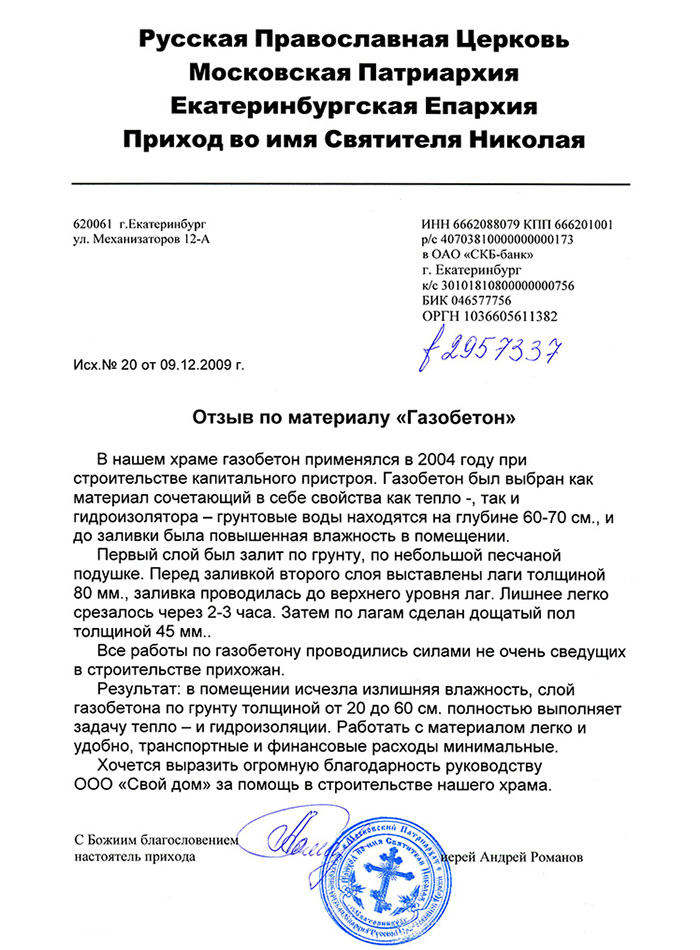 Русская Православная Церковь
Московская Патриархия
Екатеринбургская Епархия
Приход во имя Святителя Николая
620061 г.Екатеринбург
ул. Механизаторов 12-А
ИНН 6662088079 КПП 666201001
р/с 40703810000000000173
в ОАО «СКБ-банк»
г. Екатеринбург
к/с 30101810800000000756
БИК 046577756
ОРГН 1036605611382
f 2957337
Исх.№ 20 от 09.12.2009 г.
Отзыв по материалу «Газобетон»
В нашем храме газобетон применялся в 2004 году при
строительстве капитального пристроя. Газобетон был выбран как
материал сочетающий в себе свойства как тепло -, так и
гидроизолятора – грунтовые воды находятся на глубине 60-70 см., и
до заливки была повышенная влажность в помещении.
Первый слой был залит по грунту, по небольшой песчаной
подушке. Перед заливкой второго слоя выставлены лаги толщиной
80 мм., заливка проводилась до верхнего уровня лаг. Лишнее легко
срезалось через 2-3 часа. Затем по лагам сделан дощатый пол
толщиной 45 мм..
Все работы по газобетону проводились силами не очень сведущих
в строительстве прихожан.
Результат: в помещении исчезла излишняя влажность, слой
газобетона по грунту толщиной от 20 до 60 см. полностью выполняет
задачу тепло – и гидроизоляции. Работать с материалом легко и
удобно, транспортные и финансовые расходы минимальные.
Хочется выразить огромную благодарность руководству
ООО «Свой дом» за помощь в строительстве нашего храма.
С Божиим благословением
настоятель прихода
иерей Андрей Романов
Московский Патриархат
Приход во имя Святителя Николая
г.Екатеринбург